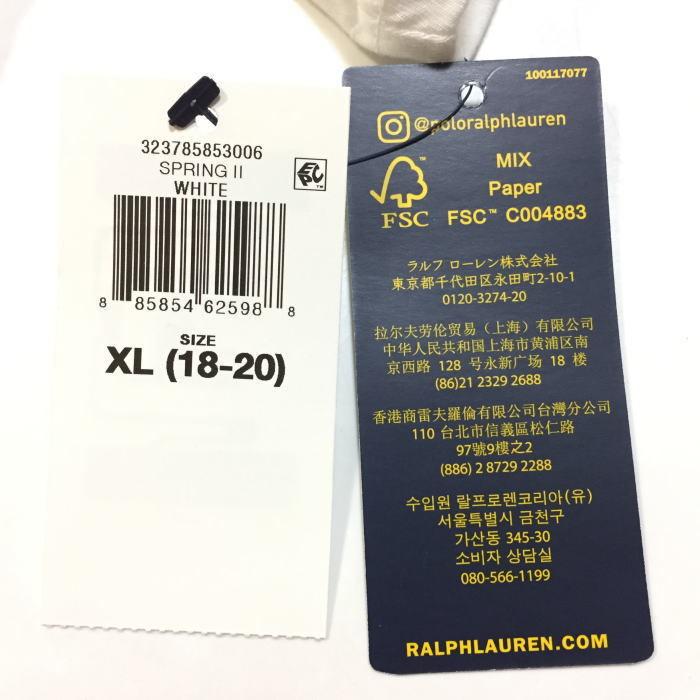 323785853006
SPRING II
WHITE
EPC™
8 85854 62598 8
SIZE
XL (18-20)
100117077
@poloralphlauren
FSC
MIX
Paper
FSC™ C004883
ラルフ ローレン株式会社
東京都千代田区永田町2-10-1
0120-3274-20
拉尔夫劳伦贸易（上海）有限公司
中华人民共和国上海市黄浦区南
京西路 128 号永新广场 18 楼
(86)21 2329 2688
香港商雷夫羅倫有限公司台灣分公司
110 台北市信義區松仁路
97號9樓之2
(886) 2 8729 2288
수입원 랄프로렌코리아(유)
서울특별시 금천구
가산동 345-30
소비자 상담실
080-566-1199
RALPHLAUREN.COM